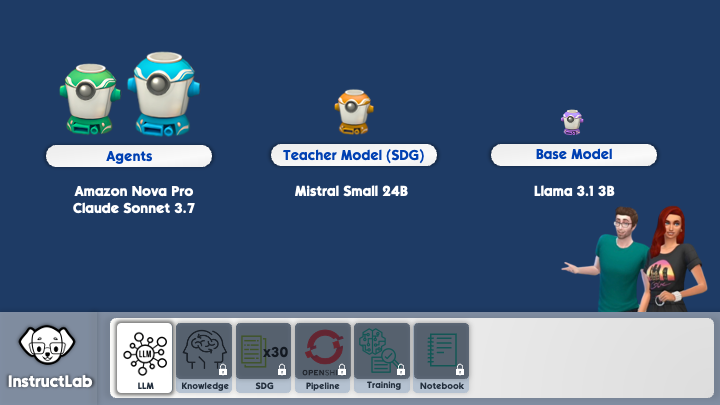 Agents
Teacher Model (SDG)
Base Model
Amazon Nova Pro
Claude Sonnet 3.7
Mistral Small 24B
Llama 3.1 3B
InstructLab
LLM
x30
OPENSH
LLM
Knowledge
SDG
Pipeline
Training
Notebook